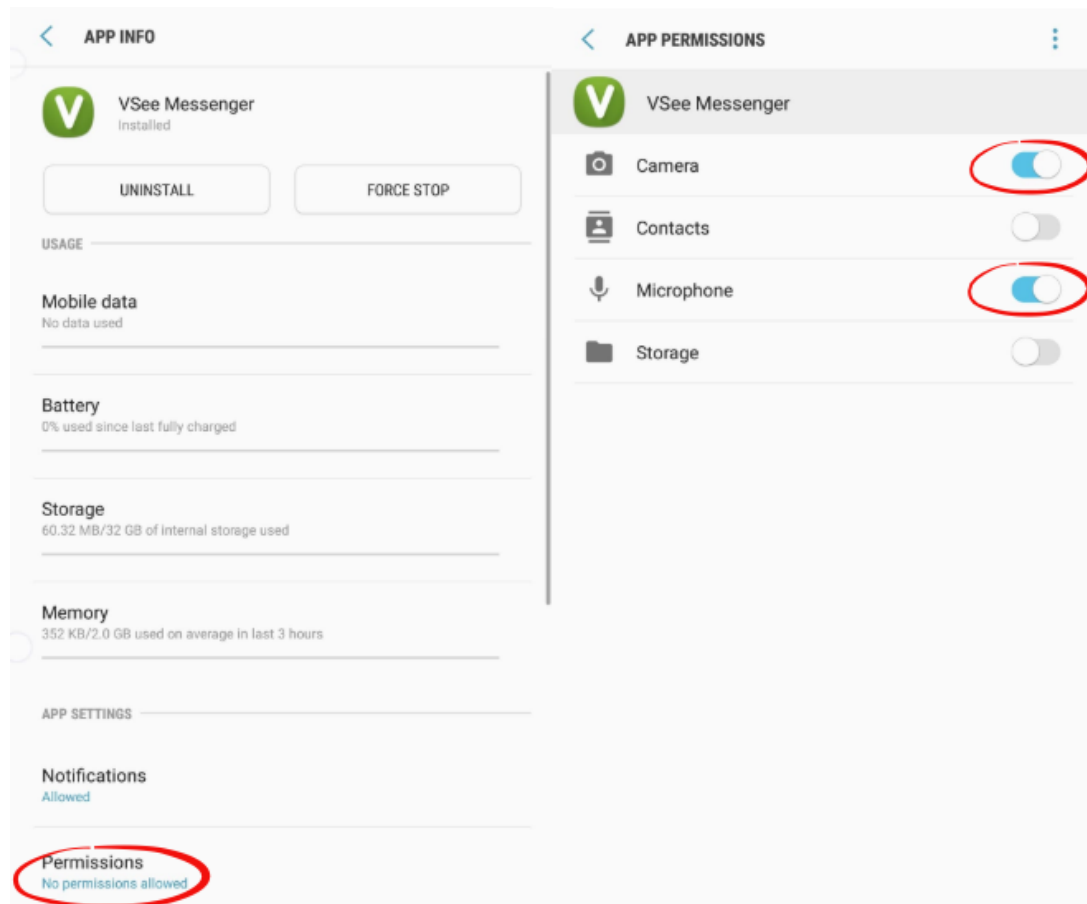 APP INFO
V
VSee Messenger
Installed
UNINSTALL
FORCE STOP
USAGE
Mobile data
No data used
Battery
0% used since last fully charged
Storage
60.32 MB/32 GB of internal storage used
Memory
352 KB/2.0 GB used on average in last 3 hours
APP SETTINGS
Notifications
Allowed
Permissions
No permissions allowed
APP PERMISSIONS
V
VSee Messenger
Camera
Contacts
Microphone
Storage